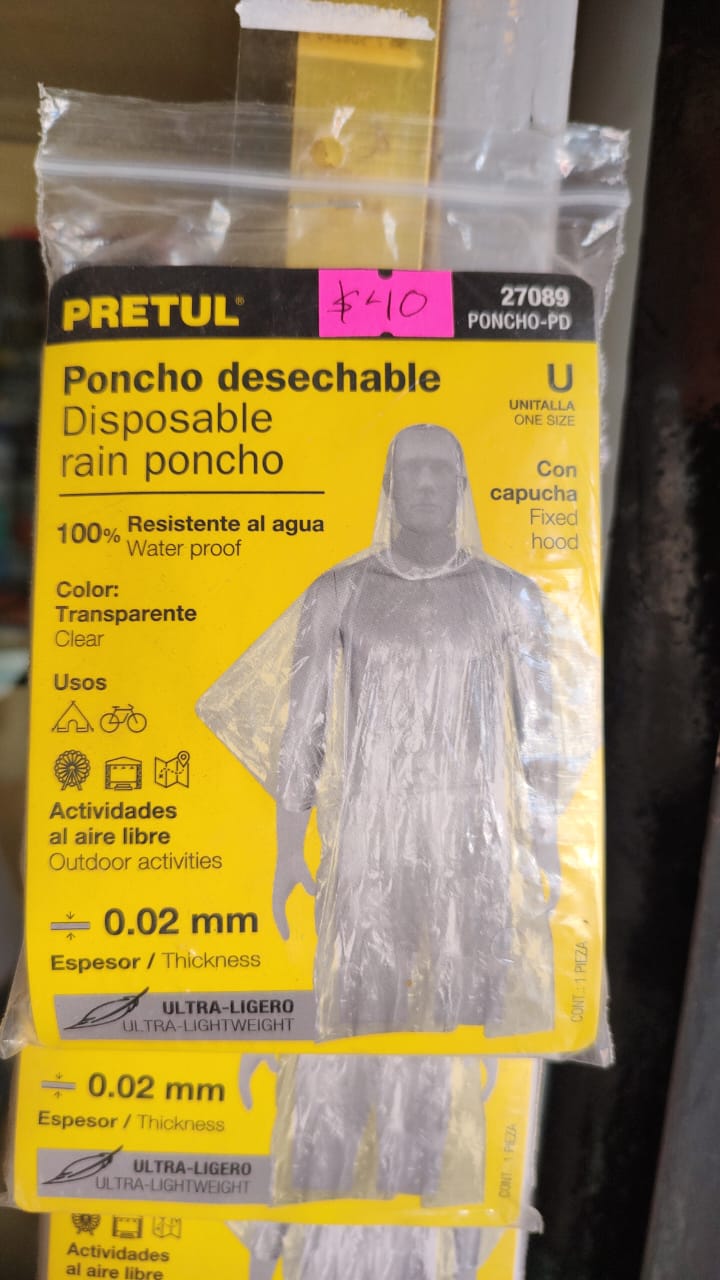 PRETUL®
$40
27089
PONCHO-PD
Poncho desechable
Disposable
rain poncho
U
UNITALLA
ONE SIZE
Con
capucha
Fixed
hood
100% Resistente al agua
Water proof
Color:
Transparente
Clear
Usos
Actividades
al aire libre
Outdoor activities
0.02 mm
Espesor / Thickness
ULTRA-LIGERO
ULTRA-LIGHTWEIGHT
CONT.: 1 PIEZA
0.02 mm
Espesor / Thickness
ULTRA-LIGERO
ULTRA-LIGHTWEIGHT
CONT.: 1 PIEZA
Actividades
al aire libre